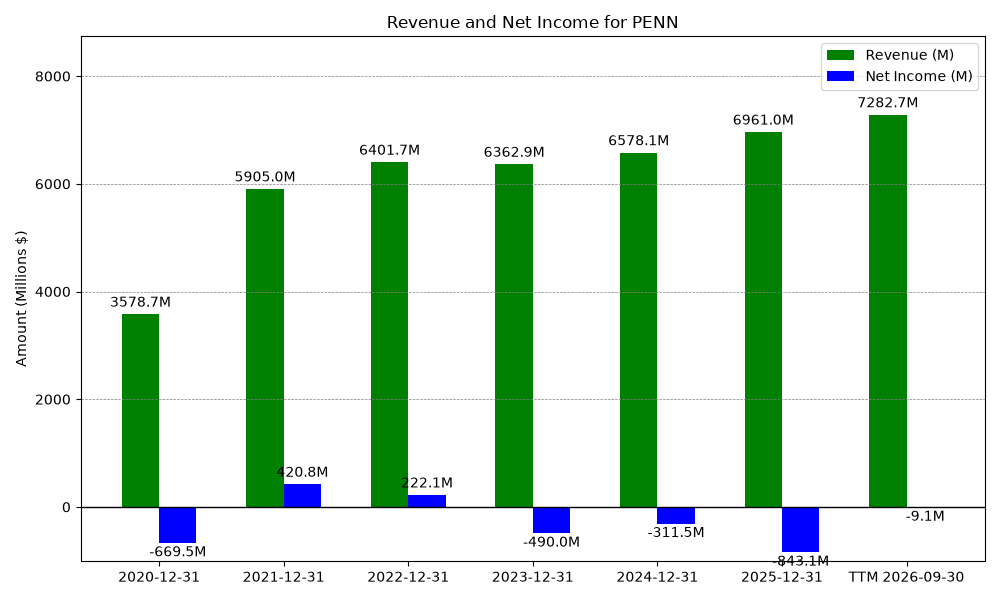 Revenue and Net Income for PENN
Revenue (M)
Net Income (M)
Amount (Millions $)
8000
6000
4000
2000
0
3578.7M
5905.0M
6401.7M
6362.9M
6578.1M
6961.0M
7282.7M
-669.5M
420.8M
222.1M
-490.0M
-311.5M
-843.1M
-9.1M
2020-12-31
2021-12-31
2022-12-31
2023-12-31
2024-12-31
2025-12-31
TTM 2026-09-30